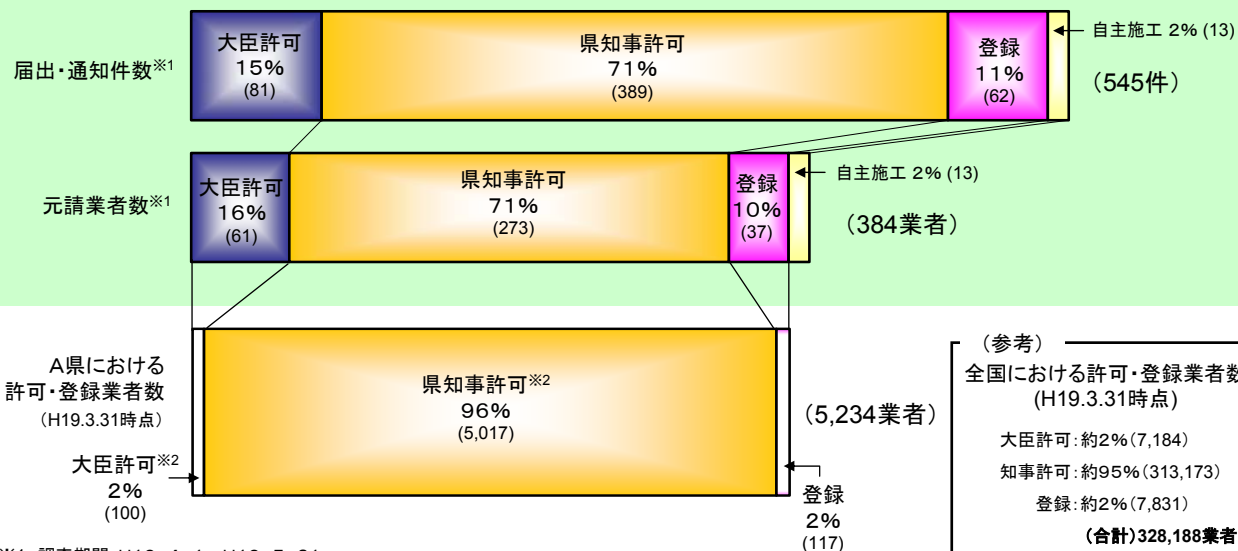 届出・通知件数※1
大臣許可
15%
(81)
県知事許可
71%
(389)
登録
11%
(62)
自主施工 2% (13)
(545件)
元請業者数※1
大臣許可
16%
(61)
県知事許可
71%
(273)
登録
10%
(37)
自主施工 2% (13)
(384業者)
A県における
許可・登録業者数
(H19.3.31時点)
大臣許可※2
2%
(100)
県知事許可※2
96%
(5,017)
登録
2%
(117)
(5,234業者)
(参考)
全国における許可・登録業者数
(H19.3.31時点)
大臣許可:約2%(7,184)
知事許可:約95%(313,173)
登録:約2%(7,831)
(合計)328,188業者